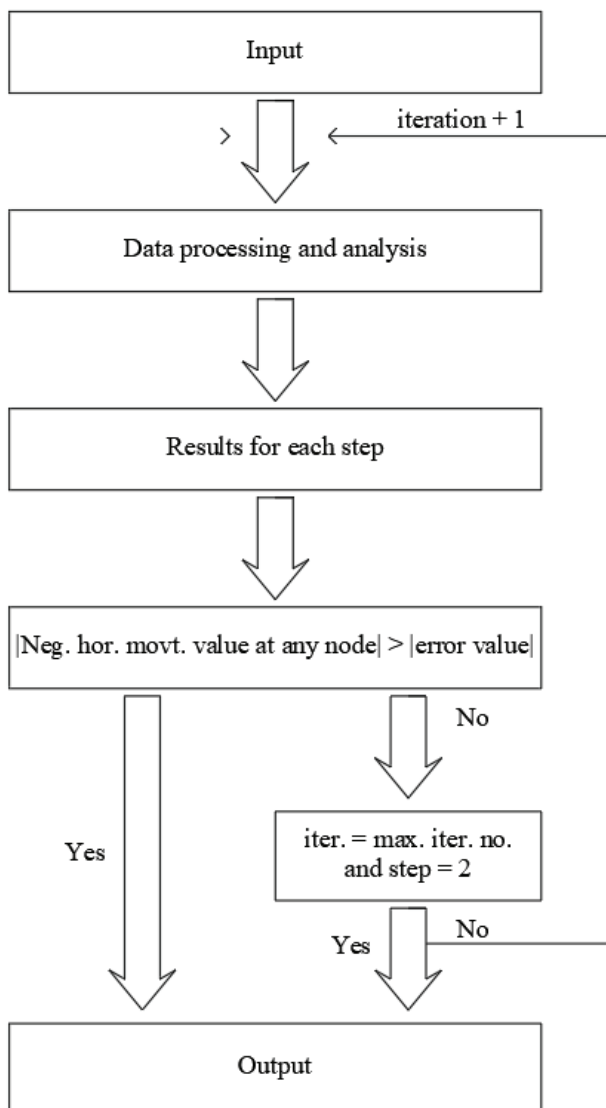 Input
iteration + 1
Data processing and analysis
Results for each step
|Neg. hor. movt. value at any node| > |error value|
No
iter. = max. iter. no.
and step = 2
Yes
Yes
No
Output